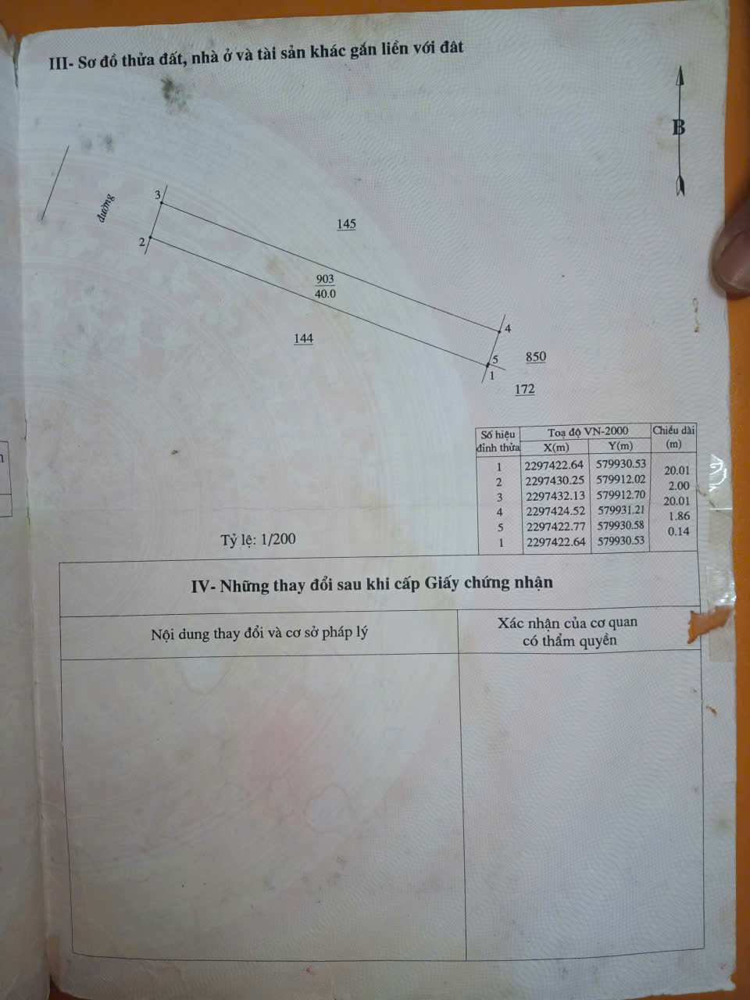 III- Sơ đồ thửa đất, nhà ở và tài sản khác gắn liền với đât
B
đường
3
145
2
903
40.0
144
4
5
850
1
172
Số hiệu đỉnh thửa Toạ độ VN-2000 Chiều dài (m)
X(m) Y(m)
1 2297422.64 579930.53
20.01
2 2297430.25 579912.02
2.00
3 2297432.13 579912.70
20.01
4 2297424.52 579931.21
1.86
5 2297422.77 579930.58
0.14
1 2297422.64 579930.53
Tỷ lệ: 1/200
IV- Những thay đổi sau khi cấp Giấy chứng nhận
Nội dung thay đổi và cơ sở pháp lý
Xác nhận của cơ quan
có thẩm quyền